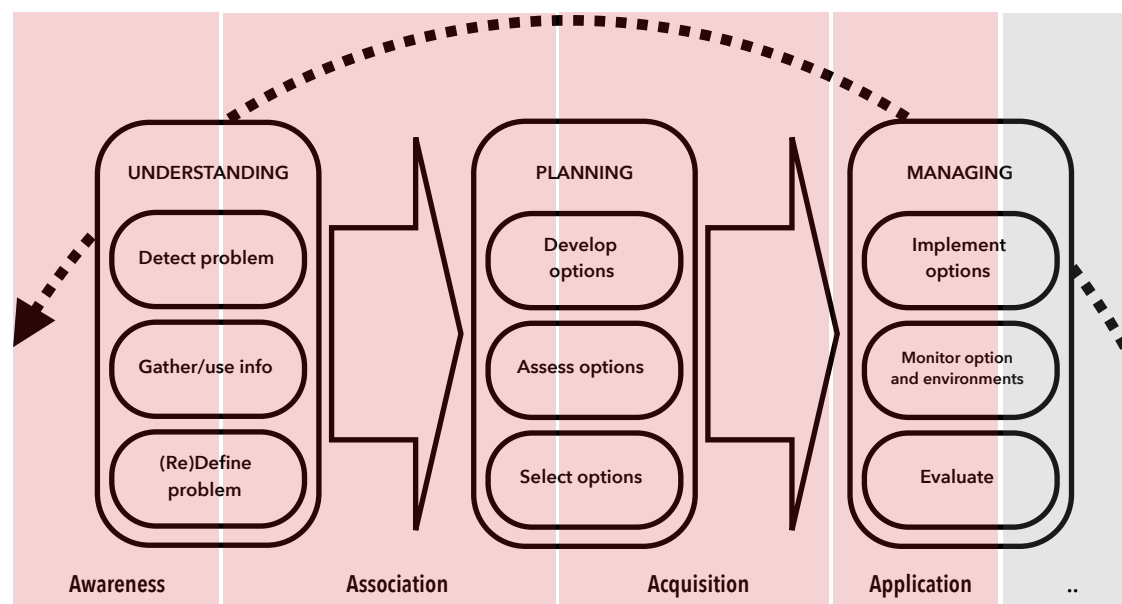 UNDERSTANDING
Detect problem
Gather/use info
(Re)Define
problem
PLANNING
Develop
options
Assess options
Select options
MANAGING
Implement
options
Monitor option
and environments
Evaluate
Awareness
Association
Acquisition
Application
..